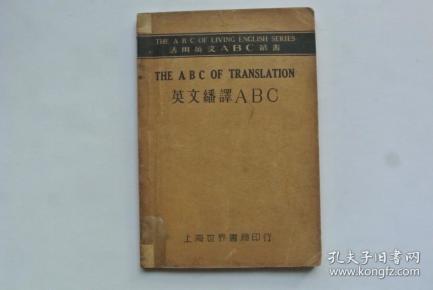 THE A B C OF LIVING ENGLISH SERIES
活用英文ABC叢書
THE A B C OF TRANSLATION
英文繙譯ABC
上海世界書局印行
孔夫子旧书网
www.kongfz.com